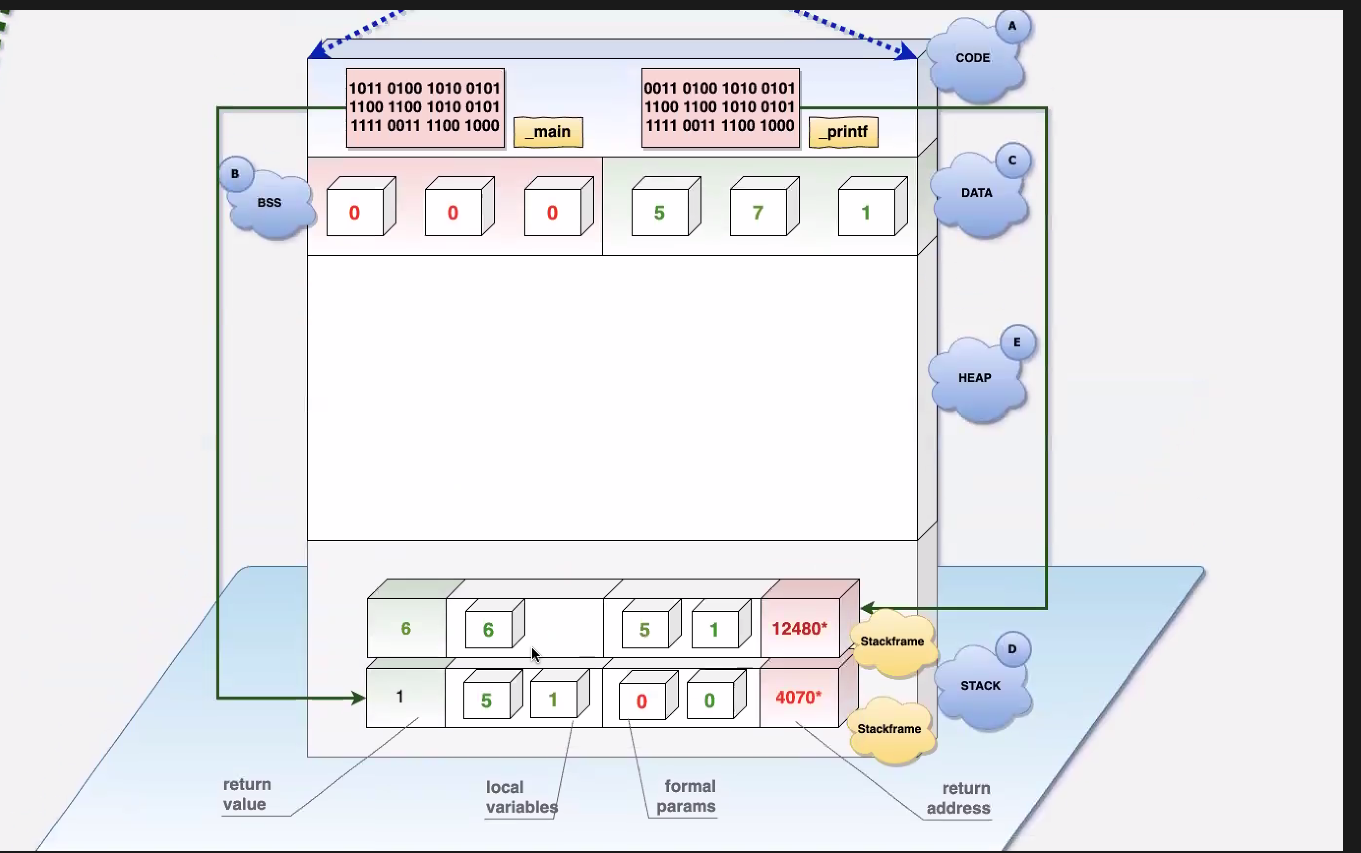 A
CODE
1011 0100 1010 0101
1100 1100 1010 0101
1111 0011 1100 1000
_main
0011 0100 1010 0101
1100 1100 1010 0101
1111 0011 1100 1000
_printf
B
BSS
0 0 0 5 7 1
C
DATA
E
HEAP
6 6 5 1 12480*
Stackframe
D
STACK
1 5 1 0 0 4070*
Stackframe
return
value
local
variables
formal
params
return
address